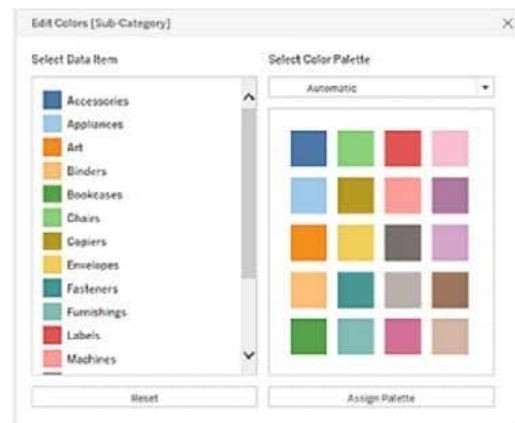 Edit Colors [Sub-Category]
Select Data Item
Accessories
Appliances
Art
Binders
Bookcases
Chairs
Copiers
Envelopes
Fasteners
Furnishings
Labels
Machines
Reset
Select Color Palette
Automatic
Assign Palette